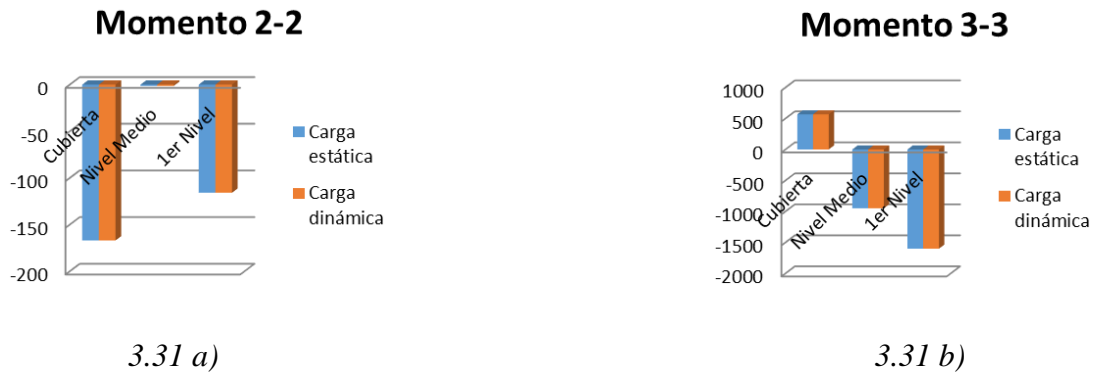 Momento 2-2
0
-50
-100
-150
-200
Cubierta
Nivel Medio
1er Nivel
Carga
estática
Carga
dinámica
3.31 a)
Momento 3-3
1000
500
0
-500
-1000
-1500
-2000
Cubierta
Nivel Medio
1er Nivel
Carga
estática
Carga
dinámica
3.31 b)